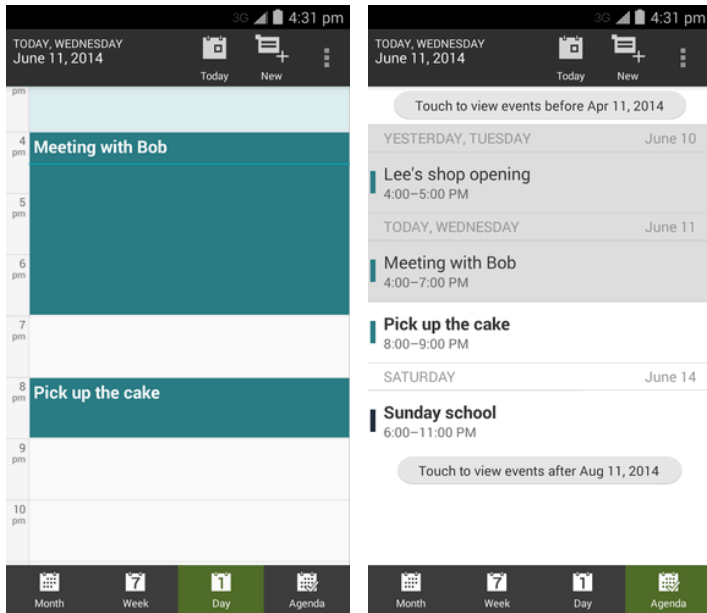 3G 4:31 pm
TODAY, WEDNESDAY
June 11, 2014
Today
New
pm
4
pm
Meeting with Bob
5
pm
6
pm
7
pm
8
pm
Pick up the cake
9
pm
10
pm
Month
7
Week
1
Day
Agenda
3G 4:31 pm
TODAY, WEDNESDAY
June 11, 2014
Today
New
Touch to view events before Apr 11, 2014
YESTERDAY, TUESDAY June 10
Lee's shop opening
4:00–5:00 PM
TODAY, WEDNESDAY June 11
Meeting with Bob
4:00–7:00 PM
Pick up the cake
8:00–9:00 PM
SATURDAY June 14
Sunday school
6:00–11:00 PM
Touch to view events after Aug 11, 2014
Month
7
Week
1
Day
Agenda